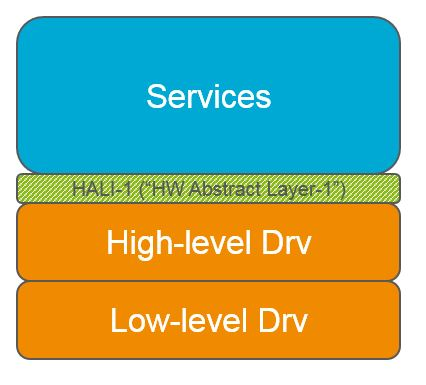 Services
HALI-1 (“HW Abstract Layer-1”)
High-level Drv
Low-level Drv